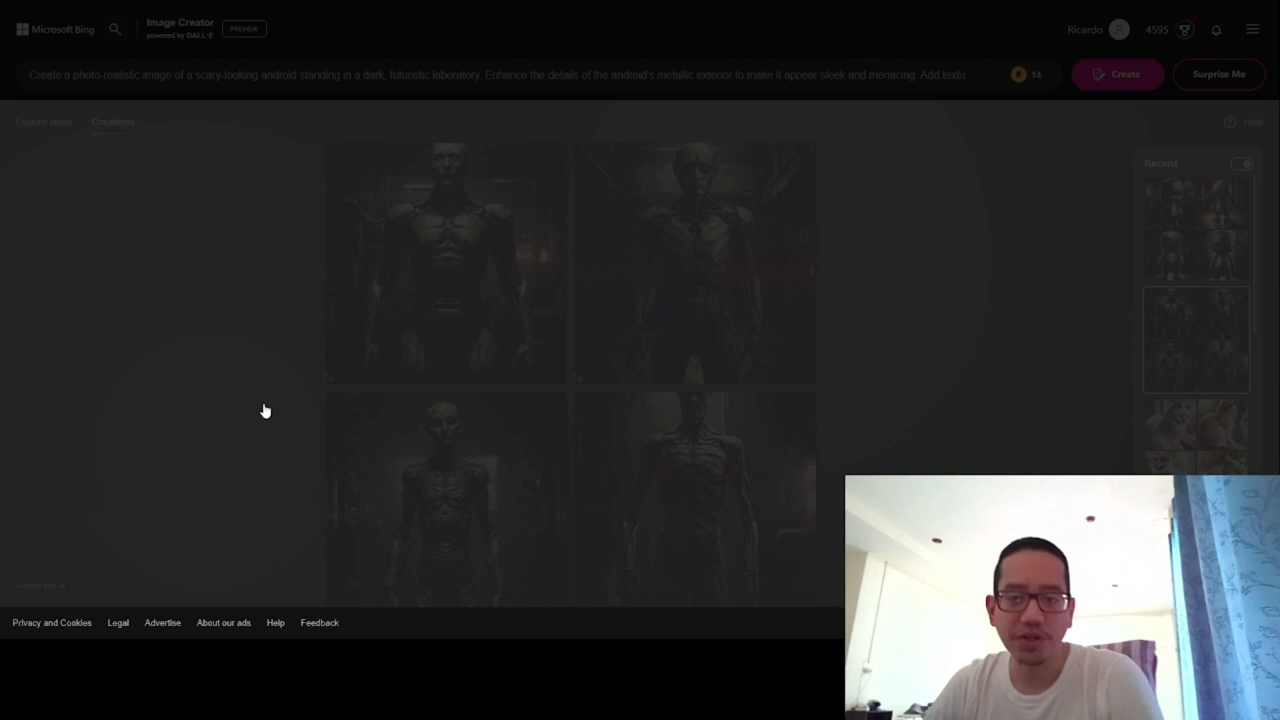 Microsoft Bing
Image Creator
powered by DALL·E
PREVIEW
Ricardo
4595
Create a photo-realistic image of a scary-looking android standing in a dark, futuristic laboratory. Enhance the details of the android's metallic exterior to make it appear sleek and menacing. Add textu
14
Create
Surprise Me
Explore ideas
Creations
Help
Recent
Privacy and Cookies
Legal
Advertise
About our ads
Help
Feedback